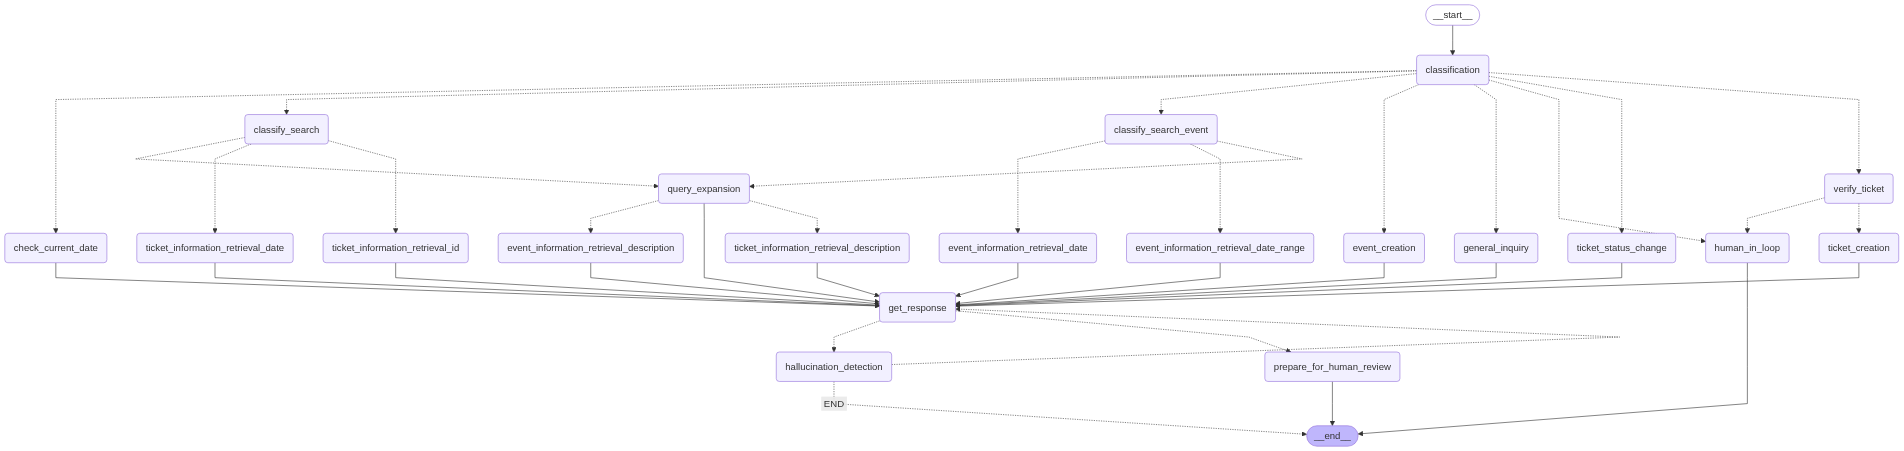 __start__
classification
classify_search
classify_search_event
query_expansion
verify_ticket
check_current_date
ticket_information_retrieval_date
ticket_information_retrieval_id
event_information_retrieval_description
ticket_information_retrieval_description
event_information_retrieval_date
event_information_retrieval_date_range
event_creation
general_inquiry
ticket_status_change
human_in_loop
ticket_creation
get_response
hallucination_detection
prepare_for_human_review
END
__end__